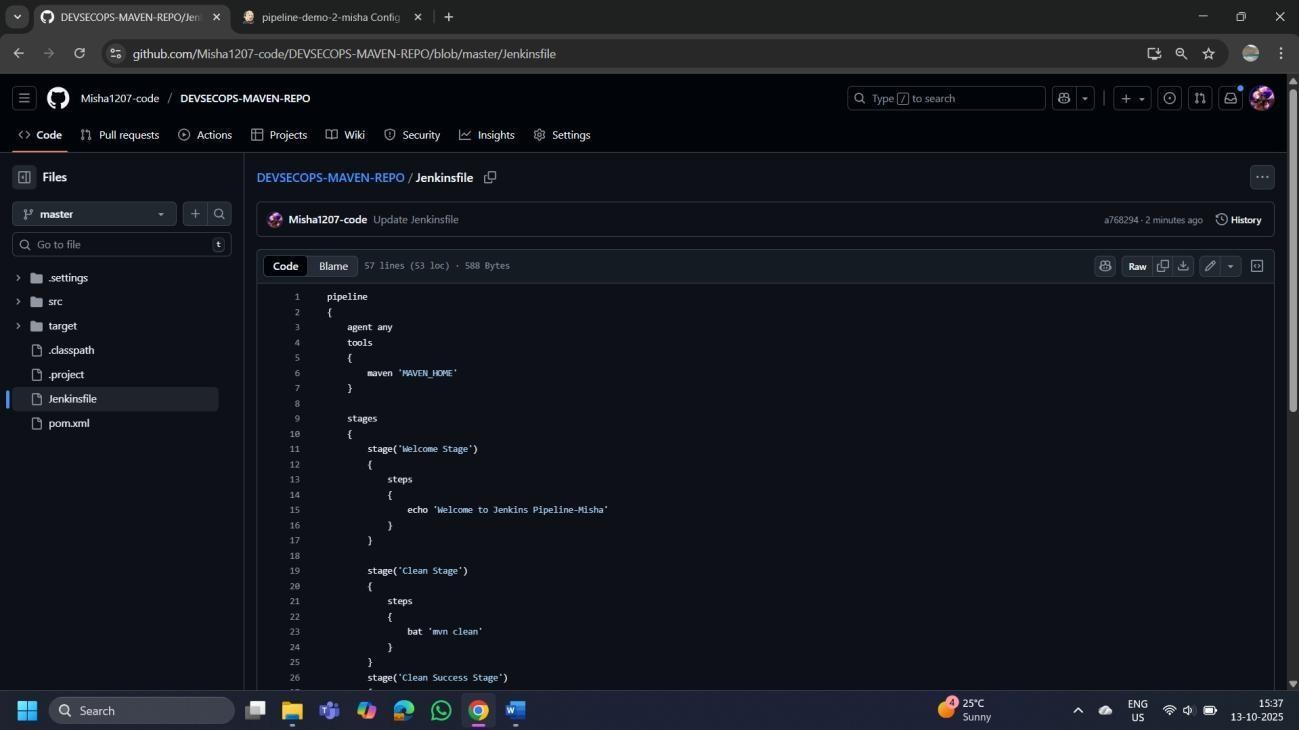 DEVSECOPS-MAVEN-REPO/Jen
pipeline-demo-2-misha Config
github.com/Misha1207-code/DEVSECOPS-MAVEN-REPO/blob/master/Jenkinsfile
Misha1207-code / DEVSECOPS-MAVEN-REPO
Type / to search
Code Pull requests Actions Projects Wiki Security Insights Settings
Files
master
Go to file t
.settings
src
target
.classpath
.project
Jenkinsfile
pom.xml
DEVSECOPS-MAVEN-REPO / Jenkinsfile
Misha1207-code Update Jenkinsfile a768294 · 2 minutes ago History
Code Blame 57 lines (53 loc) · 588 Bytes Raw
1 pipeline
2 {
3 agent any
4 tools
5 {
6 maven 'MAVEN_HOME'
7 }
8
9 stages
10 {
11 stage('Welcome Stage')
12 {
13 steps
14 {
15 echo 'Welcome to Jenkins Pipeline-Misha'
16 }
17 }
18
19 stage('Clean Stage')
20 {
21 steps
22 {
23 bat 'mvn clean'
24 }
25 }
26 stage('Clean Success Stage')
Search
4
25°C
Sunny
ENG
US
15:37
13-10-2025